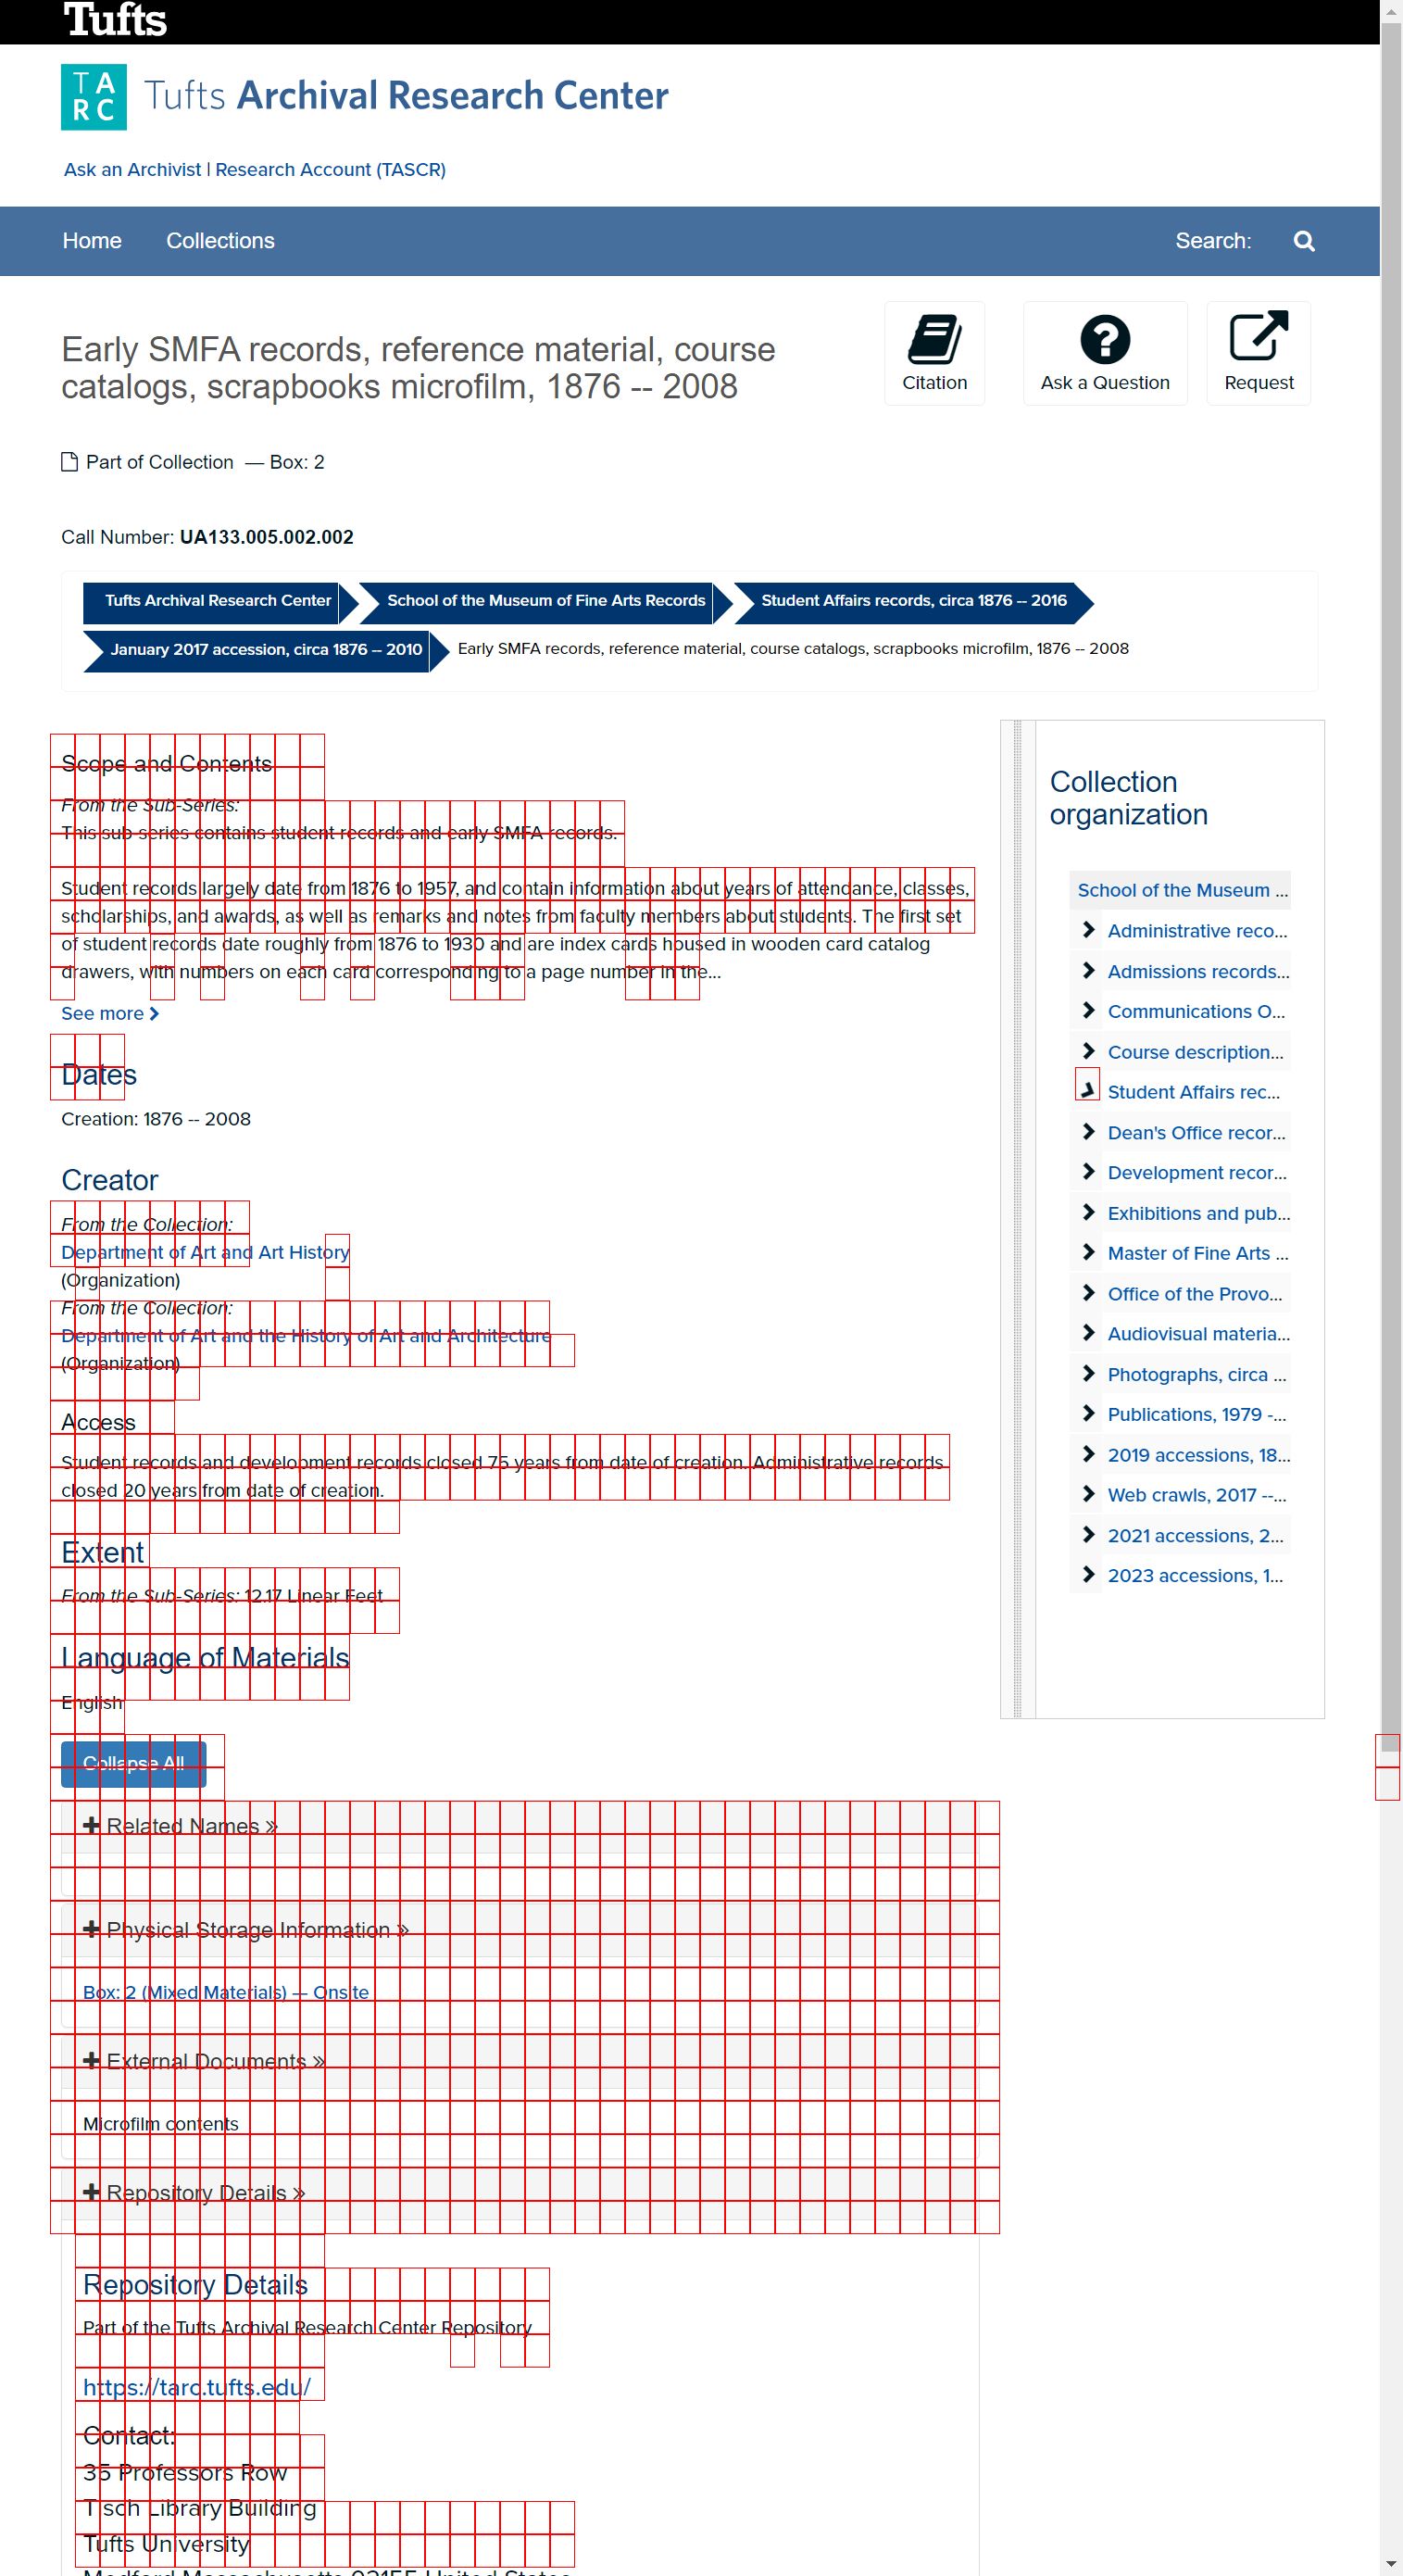 Tufts
TARC Tufts Archival Research Center
Ask an Archivist | Research Account (TASCR)
Home Collections Search:
Early SMFA records, reference material, course
catalogs, scrapbooks microfilm, 1876 -- 2008
Citation
Ask a Question
Request
Part of Collection — Box: 2
Call Number: UA133.005.002.002
Tufts Archival Research Center School of the Museum of Fine Arts Records Student Affairs records, circa 1876 -- 2016
January 2017 accession, circa 1876 -- 2010 Early SMFA records, reference material, course catalogs, scrapbooks microfilm, 1876 -- 2008
Scope and Contents
From the Sub-Series:
This sub-series contains student records and early SMFA records.
Student records largely date from 1876 to 1957, and contain information about years of attendance, classes,
scholarships, and awards, as well as remarks and notes from faculty members about students. The first set
of student records date roughly from 1876 to 1930 and are index cards housed in wooden card catalog
drawers, with numbers on each card corresponding to a page number in the...
See more
Dates
Creation: 1876 -- 2008
Creator
From the Collection:
Department of Art and Art History
(Organization)
From the Collection:
Department of Art and the History of Art and Architecture
(Organization)
Access
Student records and development records closed 75 years from date of creation. Administrative records
closed 20 years from date of creation.
Extent
From the Sub-Series: 12.17 Linear Feet
Language of Materials
English
Collapse All
Related Names »
Physical Storage Information »
Box: 2 (Mixed Materials) — Onsite
External Documents »
Microfilm contents
Repository Details »
Repository Details
Part of the Tufts Archival Research Center Repository
https://tarc.tufts.edu/
Contact:
35 Professors Row
Tisch Library Building
Tufts University
Medford Massachusetts 02155 United States
Collection
organization
School of the Museum ...
Administrative reco...
Admissions records...
Communications O...
Course description...
Student Affairs rec...
Dean's Office recor...
Development recor...
Exhibitions and pub...
Master of Fine Arts ...
Office of the Provo...
Audiovisual materia...
Photographs, circa ...
Publications, 1979 -...
2019 accessions, 18...
Web crawls, 2017 --...
2021 accessions, 2...
2023 accessions, 1...